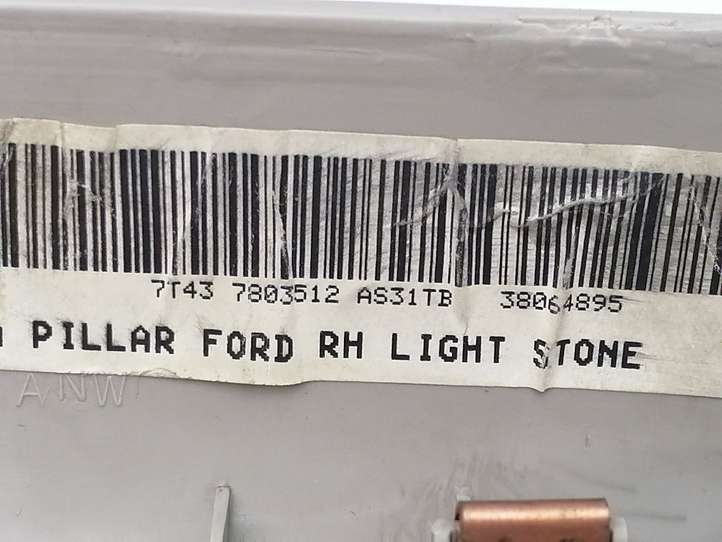 7T43 7803512 AS31TB 38064895
PILLAR FORD RH LIGHT STONE
ANW